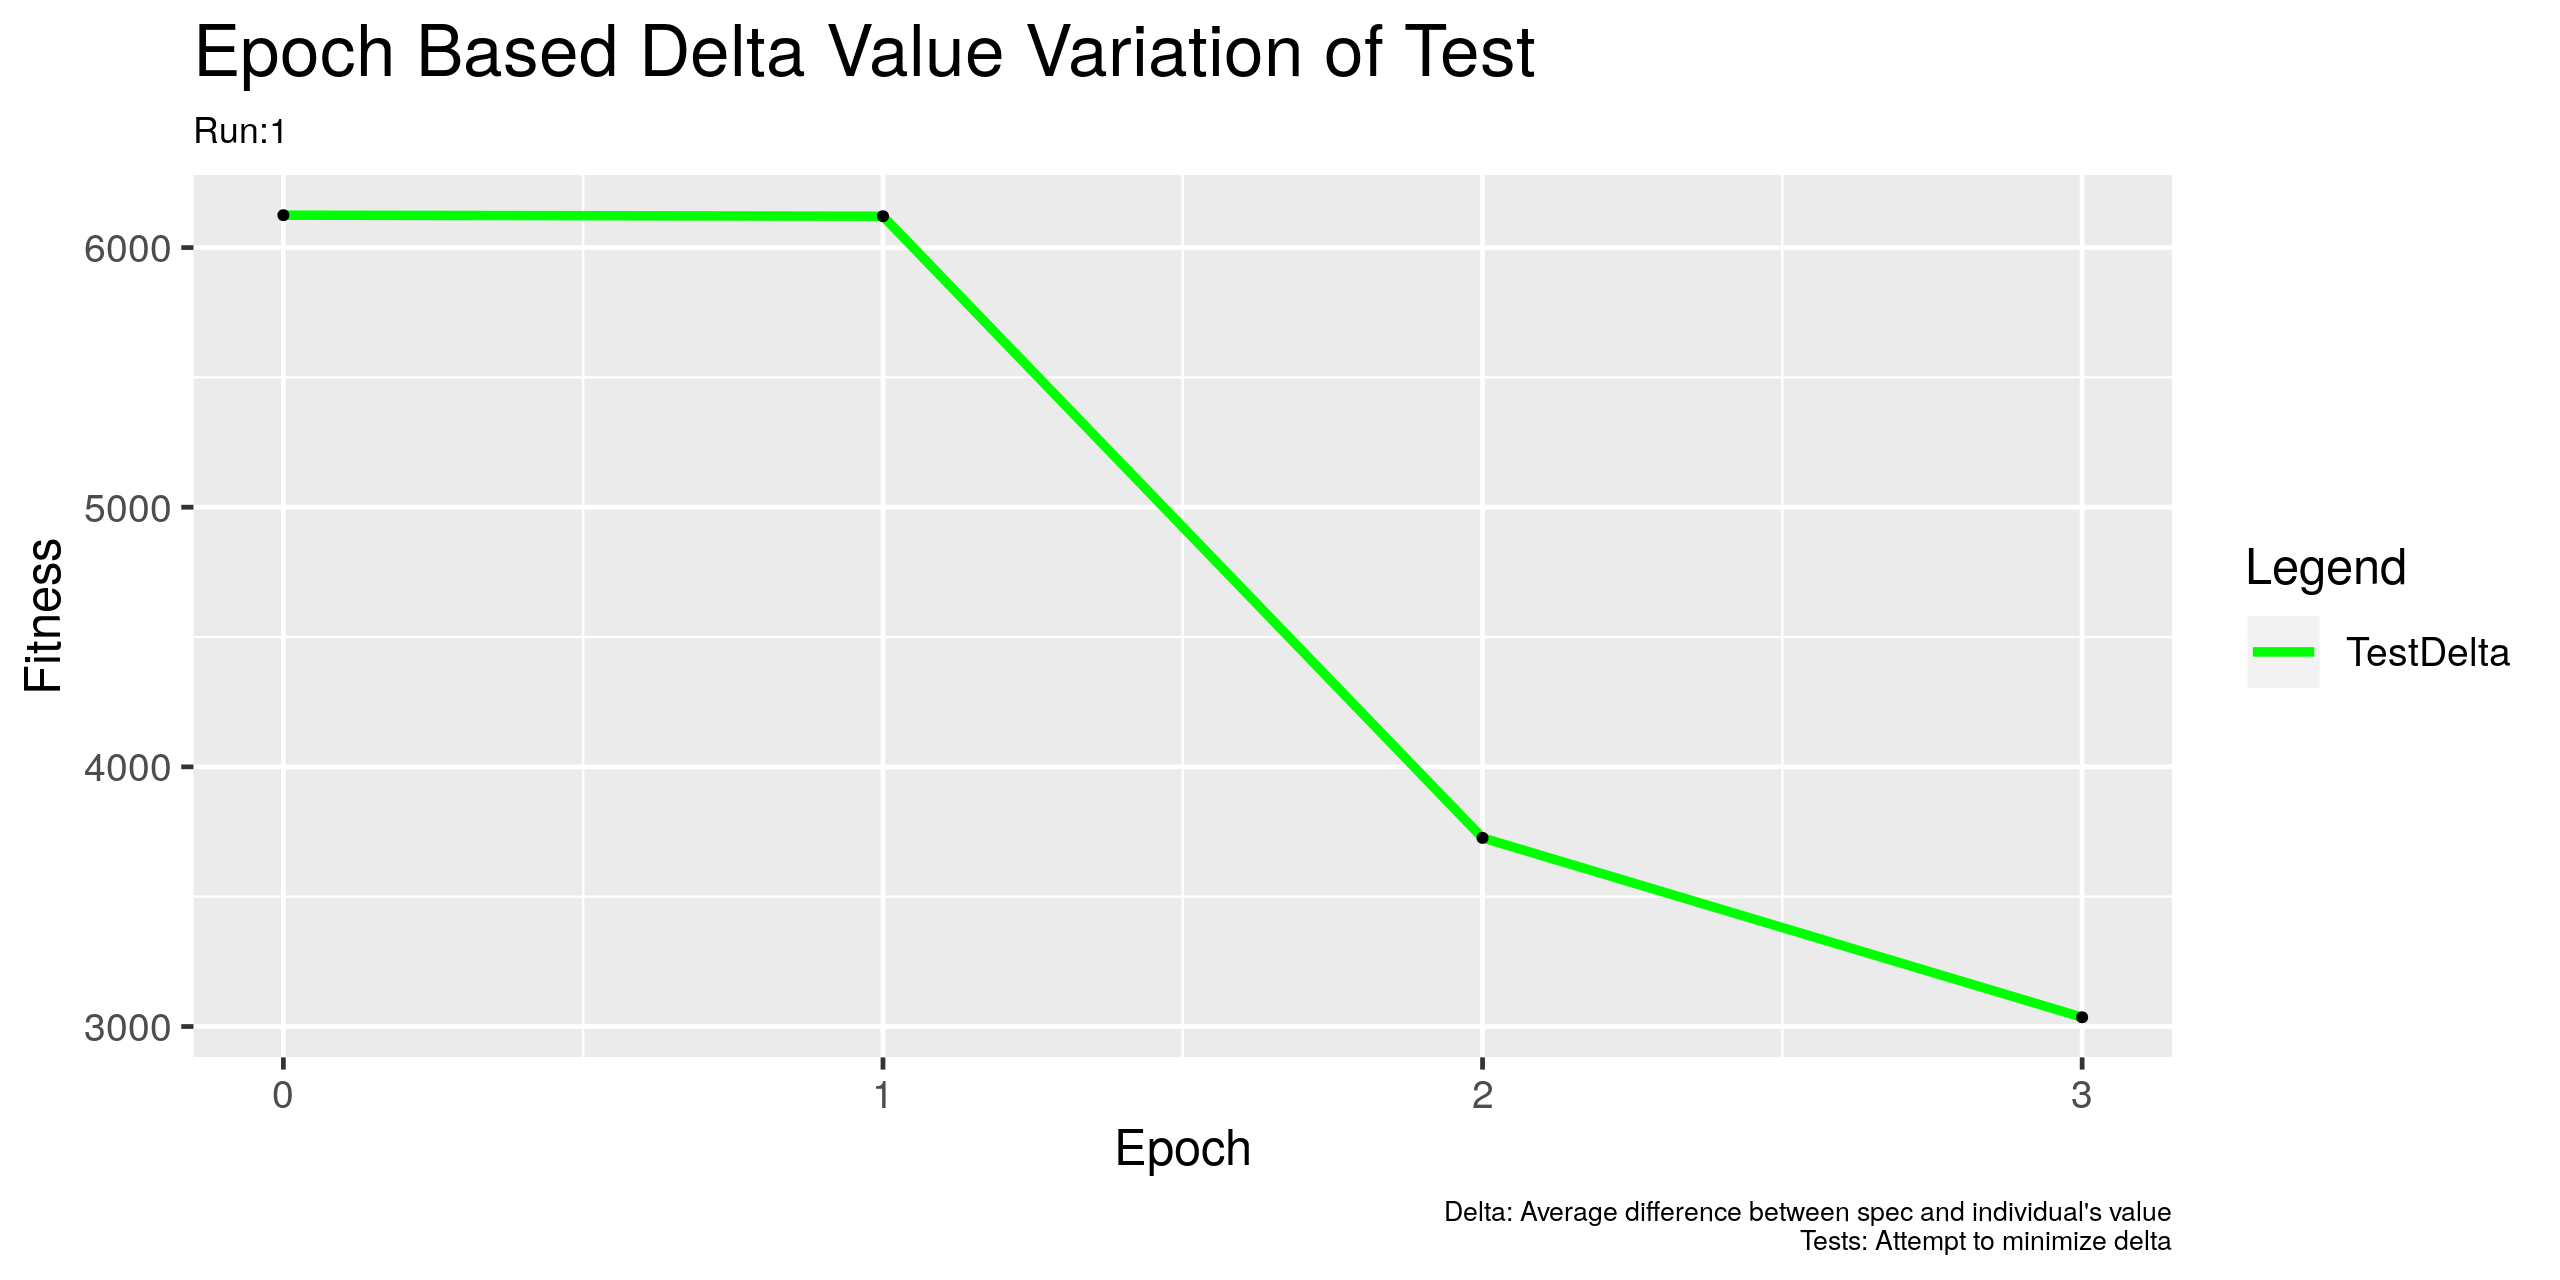 Epoch Based Delta Value Variation of Test
Run:1
Fitness
6000
5000
4000
3000
0 1 2 3
Epoch
Legend
TestDelta
Delta: Average difference between spec and individual's value
Tests: Attempt to minimize delta